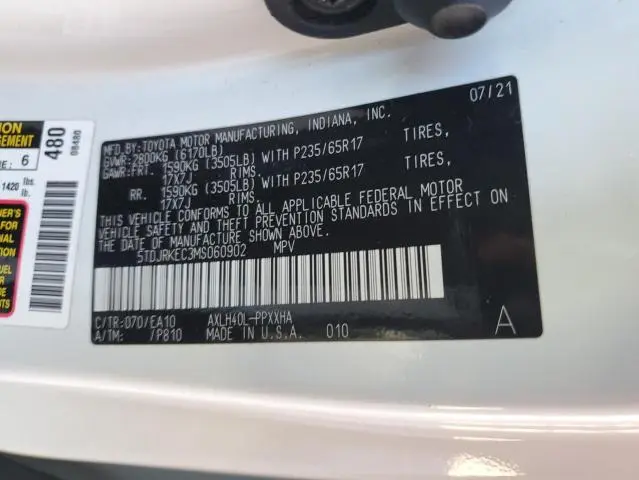 MFD.BY:TOYOTA MOTOR MANUFACTURING, INDIANA, INC. 07/21
GVWR:2800KG (6170LB)
GAWR:FRT. 1590KG (3505LB) WITH P235/65R17 TIRES,
17X7J RIMS.
RR. 1590KG (3505LB) WITH P235/65R17 TIRES,
17X7J RIMS.
THIS VEHICLE CONFORMS TO ALL APPLICABLE FEDERAL MOTOR
VEHICLE SAFETY AND THEFT PREVENTION STANDARDS IN EFFECT ON
THE DATE OF MANUFACTURE SHOWN ABOVE.
5TDJRKEC3MS060902 MPV
C/TR:070/EA10 AXLH40L-PPXXHA
A/TM: /P810 MADE IN U.S.A. 010 A
480
08480
6
1420 lbs.